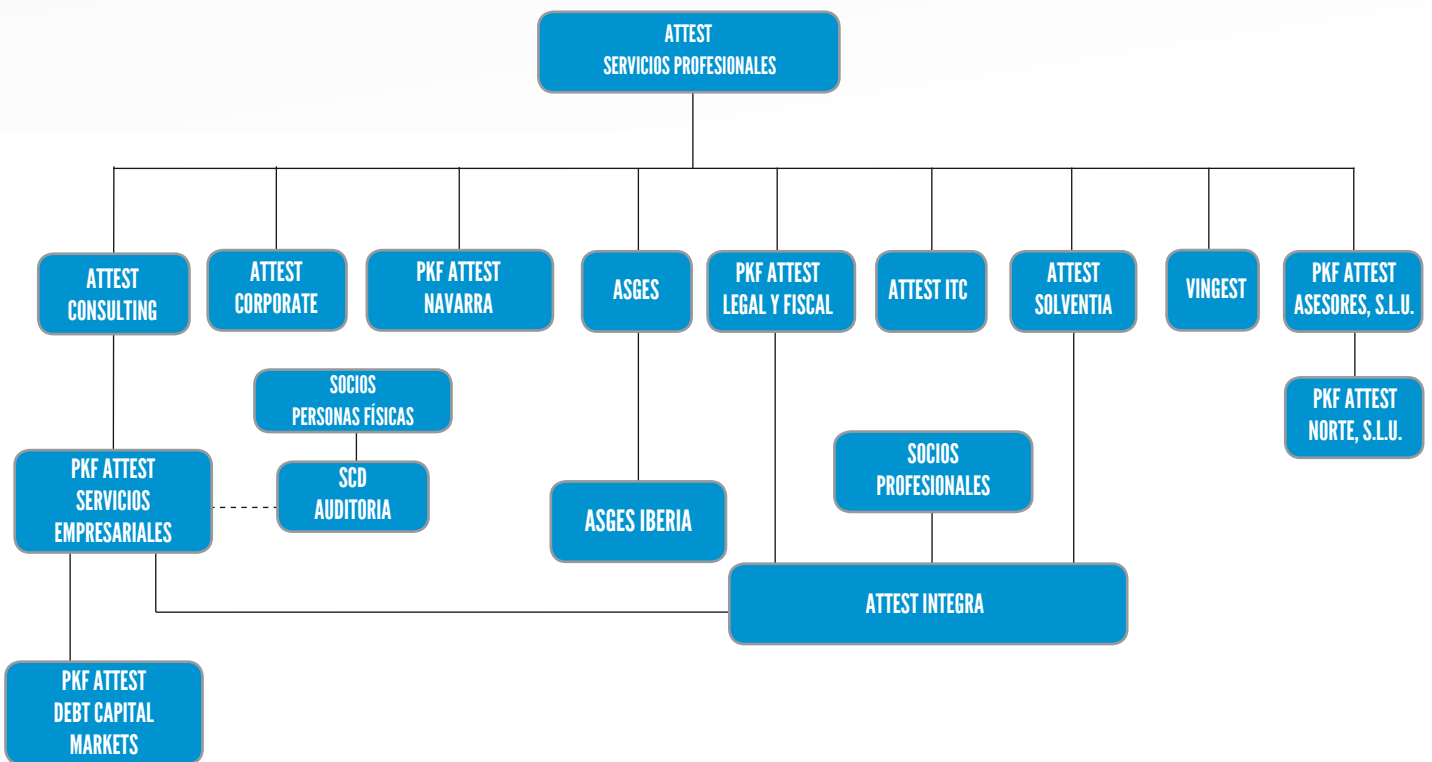 ATTEST
SERVICIOS PROFESIONALES
ATTEST
CONSULTING
ATTEST
CORPORATE
PKF ATTEST
NAVARRA
ASGES
PKF ATTEST
LEGAL Y FISCAL
ATTEST ITC
ATTEST
SOLVENTIA
VINGEST
PKF ATTEST
ASESORES, S.L.U.
SOCIOS
PERSONAS FÍSICAS
PKF ATTEST
NORTE, S.L.U.
PKF ATTEST
SERVICIOS
EMPRESARIALES
SCD
AUDITORIA
SOCIOS
PROFESIONALES
ASGES IBERIA
ATTEST INTEGRA
PKF ATTEST
DEBT CAPITAL
MARKETS